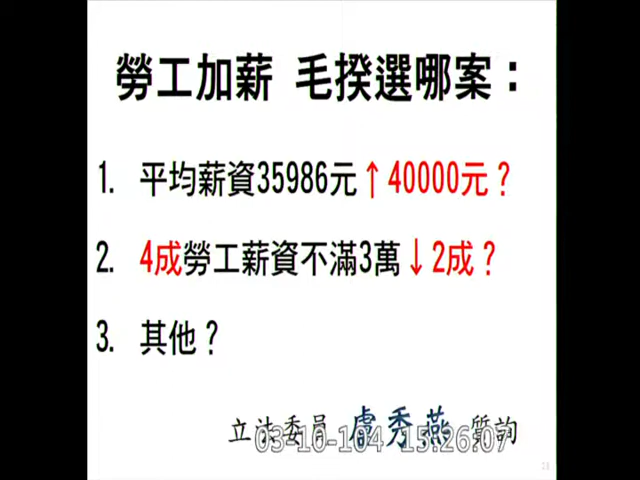 勞工加薪 毛揆選哪案：
1. 平均薪資35986元↑40000元？
2. 4成勞工薪資不滿3萬↓2成？
3. 其他？
立法委員 盧秀燕 質詢
03-10-104 15:26:07